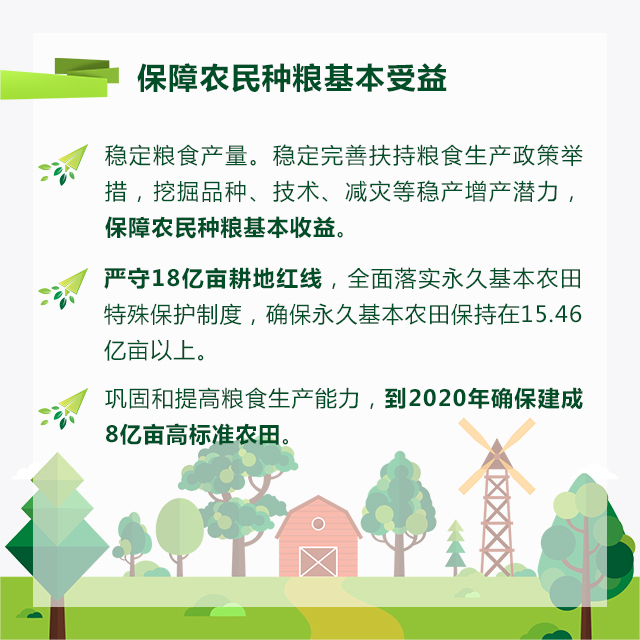 保障农民种粮基本受益
稳定粮食产量。稳定完善扶持粮食生产政策举
措，挖掘品种、技术、减灾等稳产增产潜力，
保障农民种粮基本收益。
严守18亿亩耕地红线，全面落实永久基本农田
特殊保护制度，确保永久基本农田保持在15.46
亿亩以上。
巩固和提高粮食生产能力，到2020年确保建成
8亿亩高标准农田。